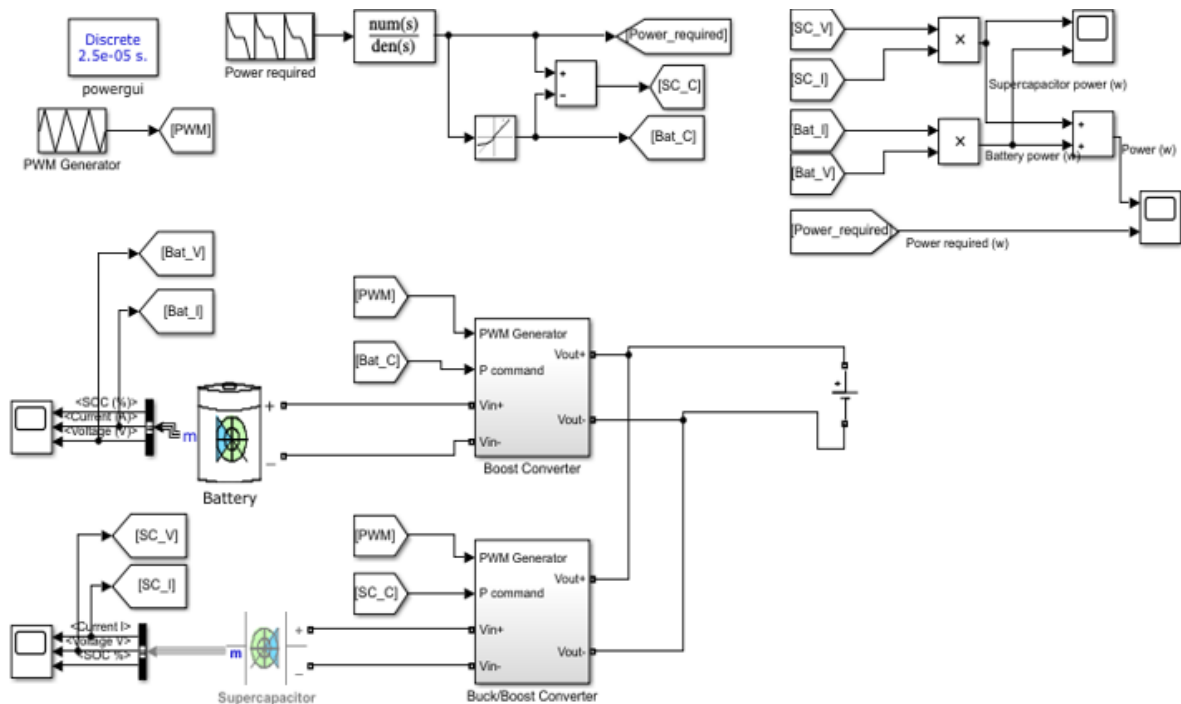 Discrete
2.5e-05 s.
powergui
PWM Generator
[PWM]
Power required
num(s)
den(s)
[Power_required]
+
−
[SC_C]
[Bat_C]
[SC_V]
[SC_I]
×
Supercapacitor power (w)
[Bat_I]
[Bat_V]
×
Battery power (w)
+
+
Power (w)
[Power_required]
Power required (w)
[Bat_V]
[Bat_I]
<SOC (%)>
<Current (A)>
<Voltage (V)>
m
+
−
Battery
[PWM]
[Bat_C]
PWM Generator
P command
Vin+
Vin-
Vout+
Vout-
Boost Converter
+
[SC_V]
[SC_I]
<Current I>
<Voltage V>
<SOC %>
m
+
−
Supercapacitor
[PWM]
[SC_C]
PWM Generator
P command
Vin+
Vin-
Vout+
Vout-
Buck/Boost Converter